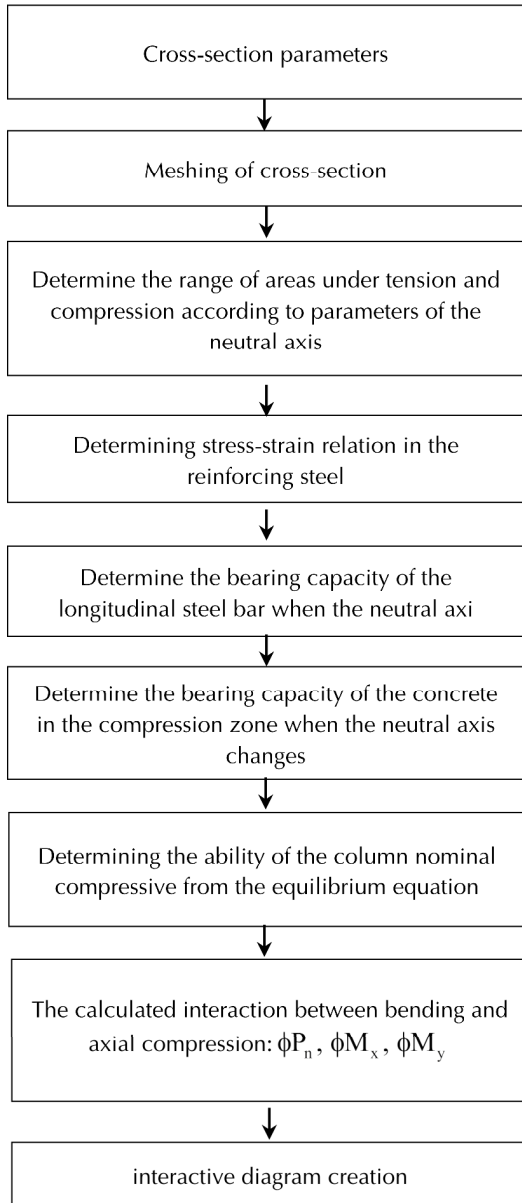 Cross-section parameters
Meshing of cross-section
Determine the range of areas under tension and
compression according to parameters of the
neutral axis
Determining stress-strain relation in the
reinforcing steel
Determine the bearing capacity of the
longitudinal steel bar when the neutral axi
Determine the bearing capacity of the concrete
in the compression zone when the neutral axis
changes
Determining the ability of the column nominal
compressive from the equilibrium equation
The calculated interaction between bending and
axial compression: ϕPₙ, ϕMₓ, ϕM_y
interactive diagram creation